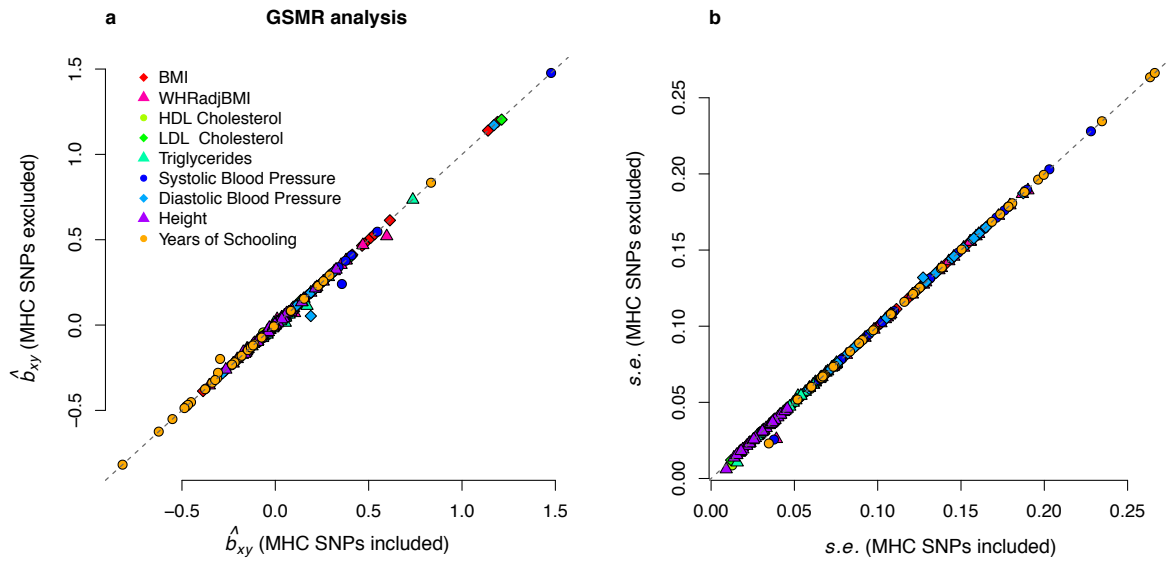 a
GSMR analysis
b
BMI
WHRadjBMI
HDL Cholesterol
LDL Cholesterol
Triglycerides
Systolic Blood Pressure
Diastolic Blood Pressure
Height
Years of Schooling
1.5
1.0
0.5
0.0
−0.5
b̂xy (MHC SNPs excluded)
−0.5 0.0 0.5 1.0 1.5
b̂xy (MHC SNPs included)
0.25
0.20
0.15
0.10
0.05
0.00
s.e. (MHC SNPs excluded)
0.00 0.05 0.10 0.15 0.20 0.25
s.e. (MHC SNPs included)